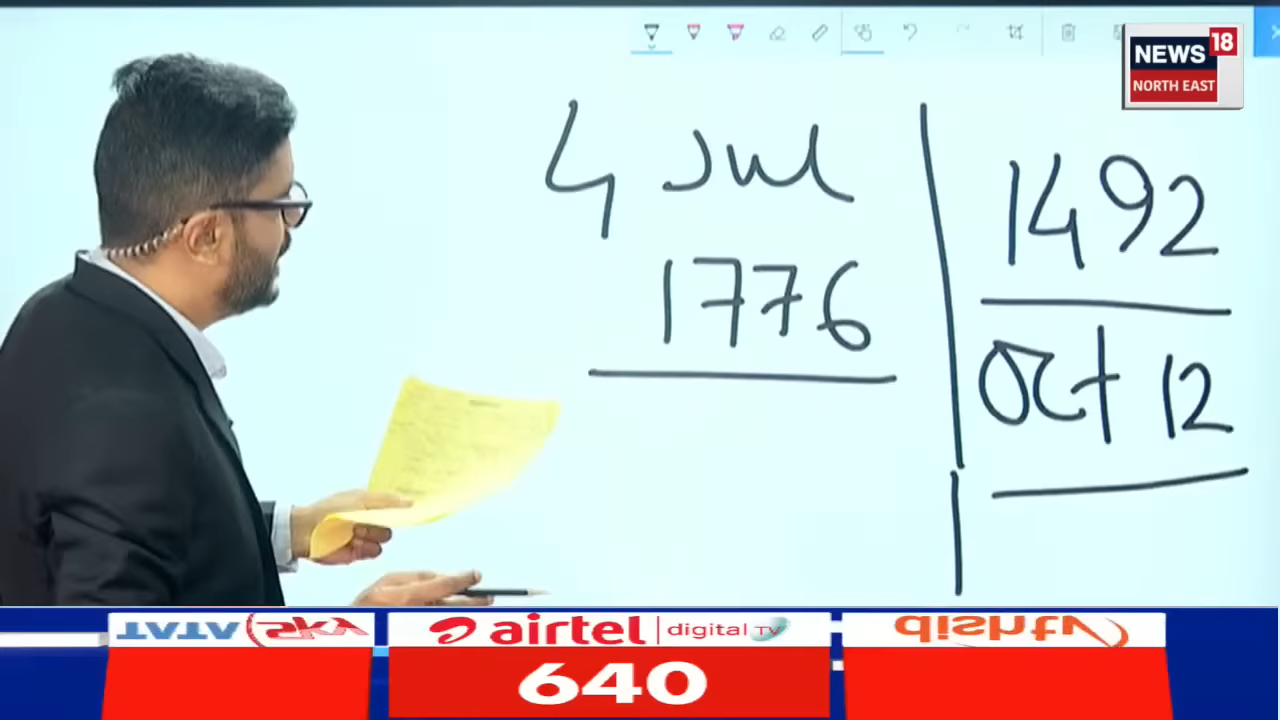 NEWS 18
NORTH EAST
4 Jul
1776
1492
Oct 12
airtel digital TV
640